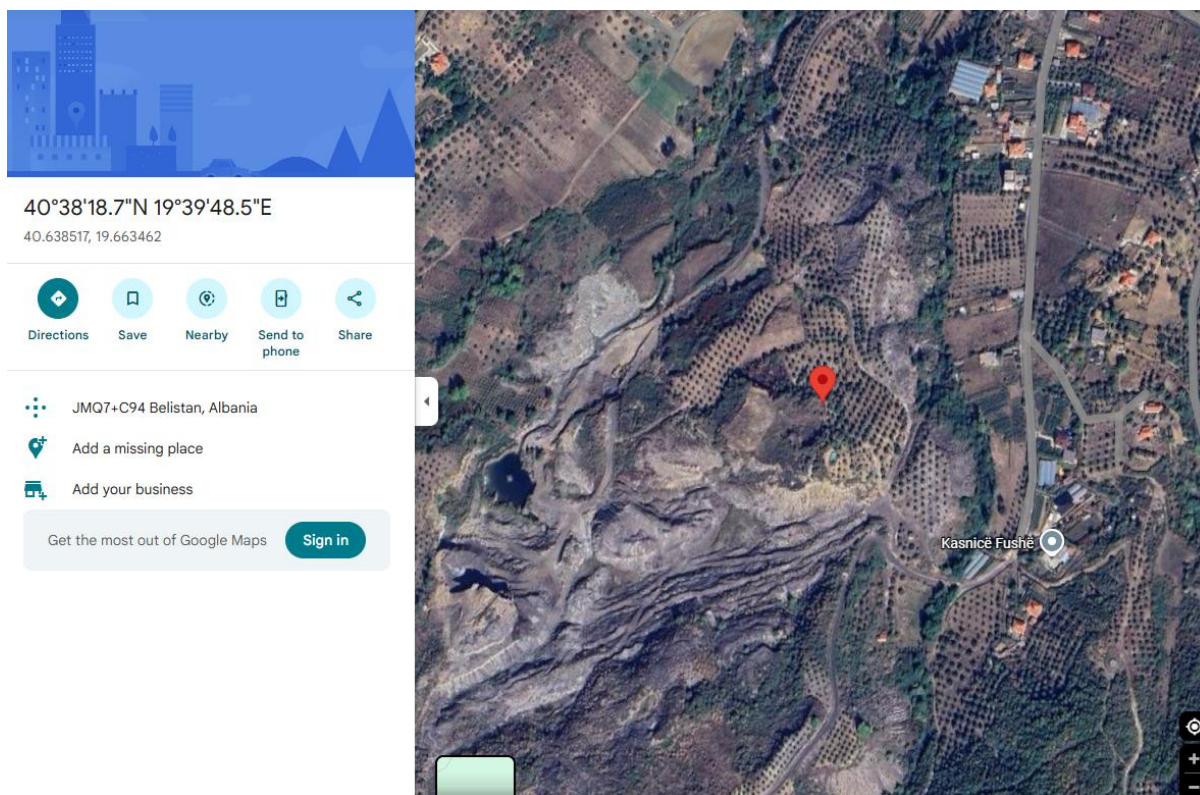 40°38'18.7"N 19°39'48.5"E
40.638517, 19.663462
Directions
Save
Nearby
Send to
phone
Share
JMQ7+C94 Belistan, Albania
Add a missing place
Add your business
Get the most out of Google Maps
Sign in
Kasnicë Fushë